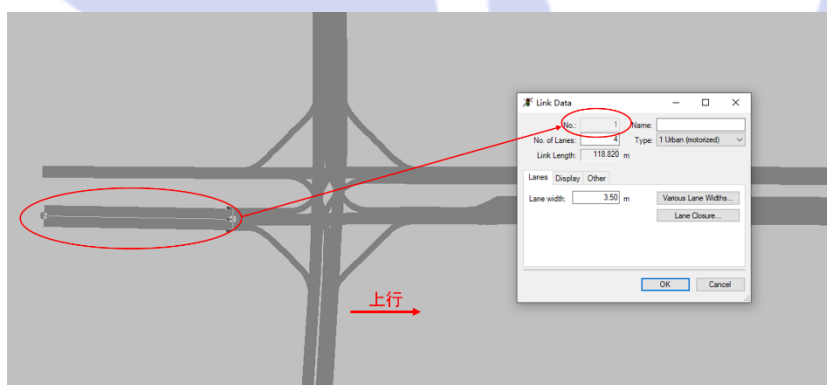 Link Data
No.: 1 Name:
No. of Lanes: 4 Type: 1 Urban (motorized)
Link Length: 118.820 m
Lanes Display Other
Lane width: 3.50 m Various Lane Widths...
Lane Closure...
OK Cancel
上行